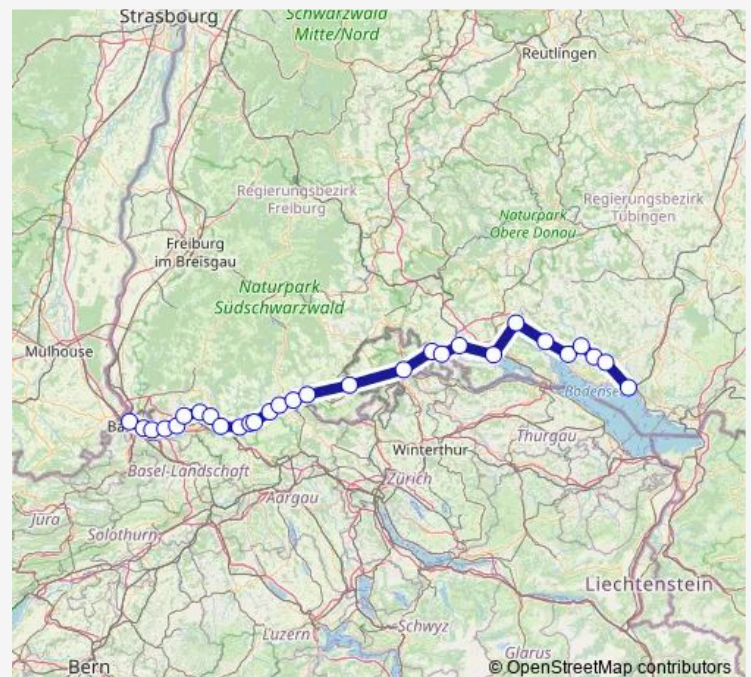 Strasbourg
Schwarzwald
Mitte/Nord
Reutlingen
Regierungsbezirk
Freiburg
Regierungsbezirk
Tübingen
Naturpark
Obere Donau
Freiburg
im Breisgau
Naturpark
Südschwarzwald
Mulhouse
Bodensee
Ba
Thurgau
Winterthur
Basel-Landschaft
Zürich
Aargau
Jura
Solothurn
Liechtenstein
Luzern
Schwyz
Glarus
Bern
© OpenStreetMap contributors